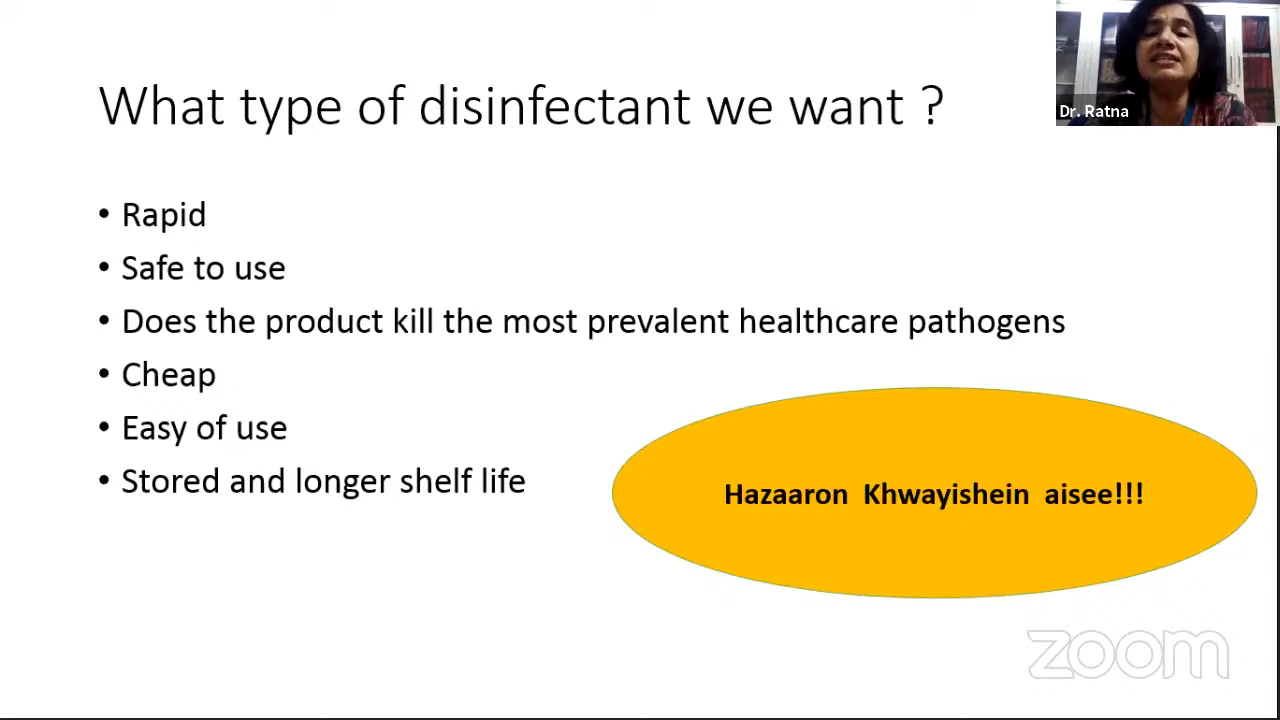 What type of disinfectant we want ?
Dr. Ratna
• Rapid
• Safe to use
• Does the product kill the most prevalent healthcare pathogens
• Cheap
• Easy of use
• Stored and longer shelf life
Hazaaron Khwayishein aisee!!!
zoom